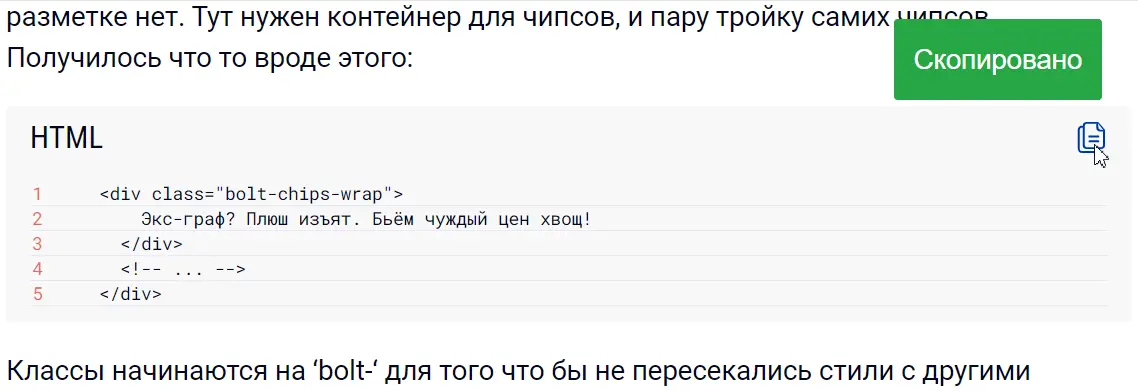 разметке нет. Тут нужен контейнер для чипсов, и пару тройку самих чипсов.
Получилось что то вроде этого:
Скопировано
HTML
1 <div class="bolt-chips-wrap">
2 Экс-граф? Плюш изъят. Бьём чуждый цен хвощ!
3 </div>
4 <!-- ... -->
5 </div>
Классы начинаются на ‘bolt-‘ для того что бы не пересекались стили с другими